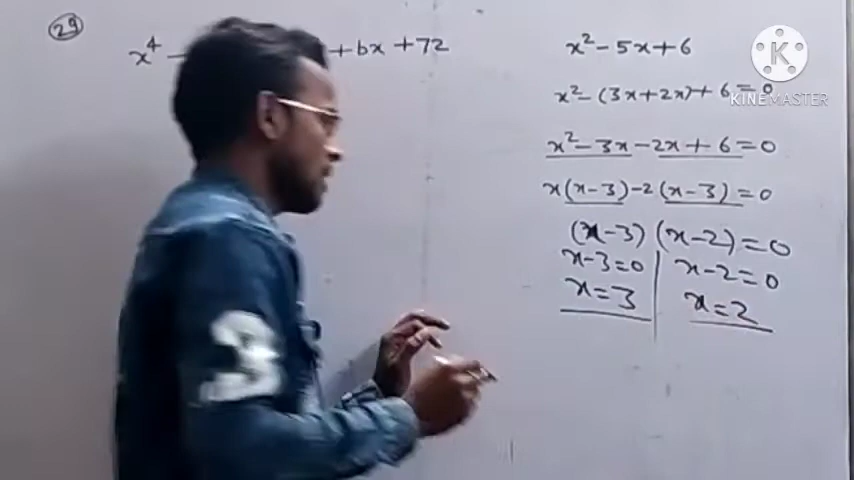 29
x⁴ - + bx + 72
x² - 5x + 6
x² - (3x + 2x) + 6 = 0
x² - 3x - 2x + 6 = 0
x(x - 3) - 2(x - 3) = 0
(x - 3) (x - 2) = 0
x - 3 = 0 | x - 2 = 0
x = 3 | x = 2
KINEMASTER
3